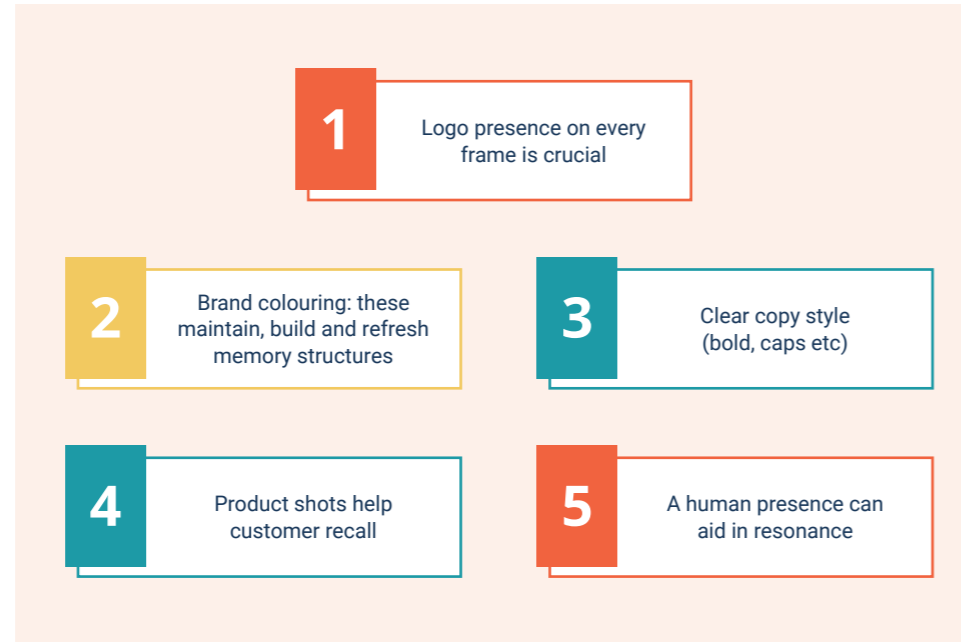 1
Logo presence on every
frame is crucial
2
Brand colouring: these
maintain, build and refresh
memory structures
3
Clear copy style
(bold, caps etc)
4
Product shots help
customer recall
5
A human presence can
aid in resonance